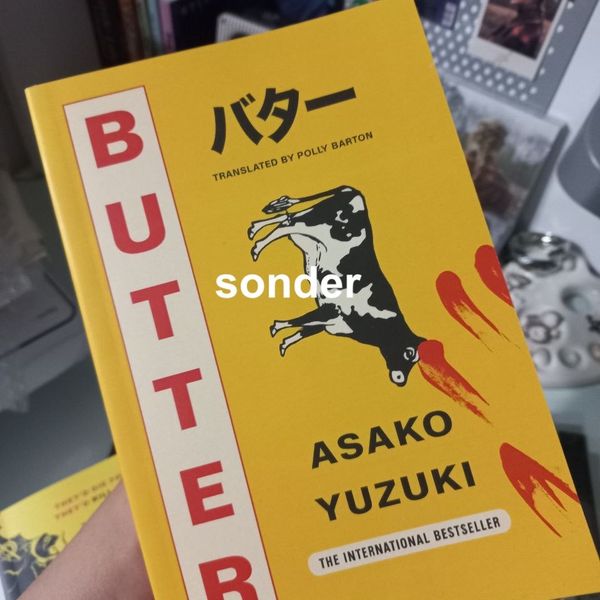 BUTTER
バター
TRANSLATED BY POLLY BARTON
sonder
ASAKO
YUZUKI
THE INTERNATIONAL BESTSELLER